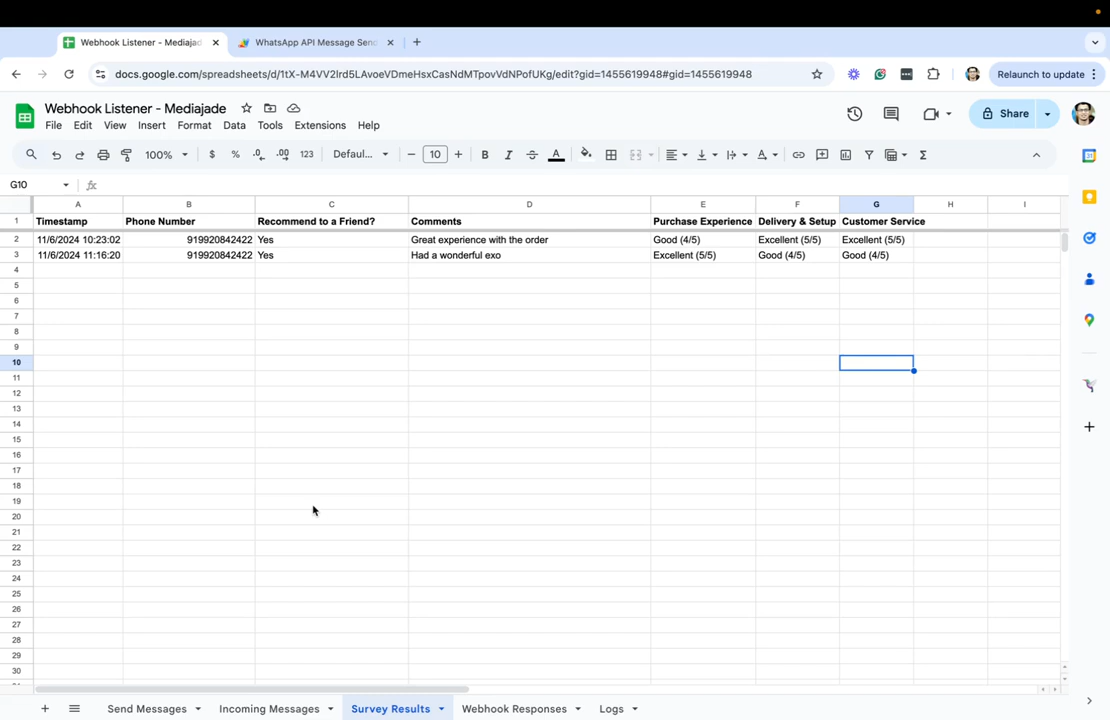 Webhook Listener - Mediajade
WhatsApp API Message Send
docs.google.com/spreadsheets/d/1tX-M4VV2Ird5LAvoeVDmeHsxCasNdMTpovVdNPofUKg/edit?gid=1455619948#gid=1455619948
Relaunch to update
Webhook Listener - Mediajade
File Edit View Insert Format Data Tools Extensions Help
Share
100% $ % .0 .00 123 Defaul... 10 B I A
G10 fx
A B C D E F G H I
1 Timestamp Phone Number Recommend to a Friend? Comments Purchase Experience Delivery & Setup Customer Service
2 11/6/2024 10:23:02 919920842422 Yes Great experience with the order Good (4/5) Excellent (5/5) Excellent (5/5)
3 11/6/2024 11:16:20 919920842422 Yes Had a wonderful exo Excellent (5/5) Good (4/5) Good (4/5)
4
5
6
7
8
9
10
11
12
13
14
15
16
17
18
19
20
21
22
23
24
25
26
27
28
29
30
Send Messages Incoming Messages Survey Results Webhook Responses Logs